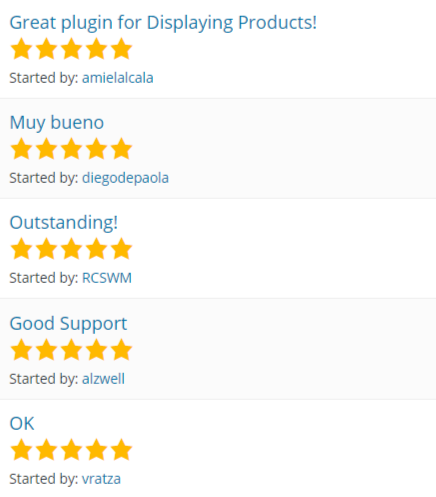 Great plugin for Displaying Products!
Started by: amielalcala
Muy bueno
Started by: diegodepaola
Outstanding!
Started by: RCSWM
Good Support
Started by: alzwell
OK
Started by: vratza